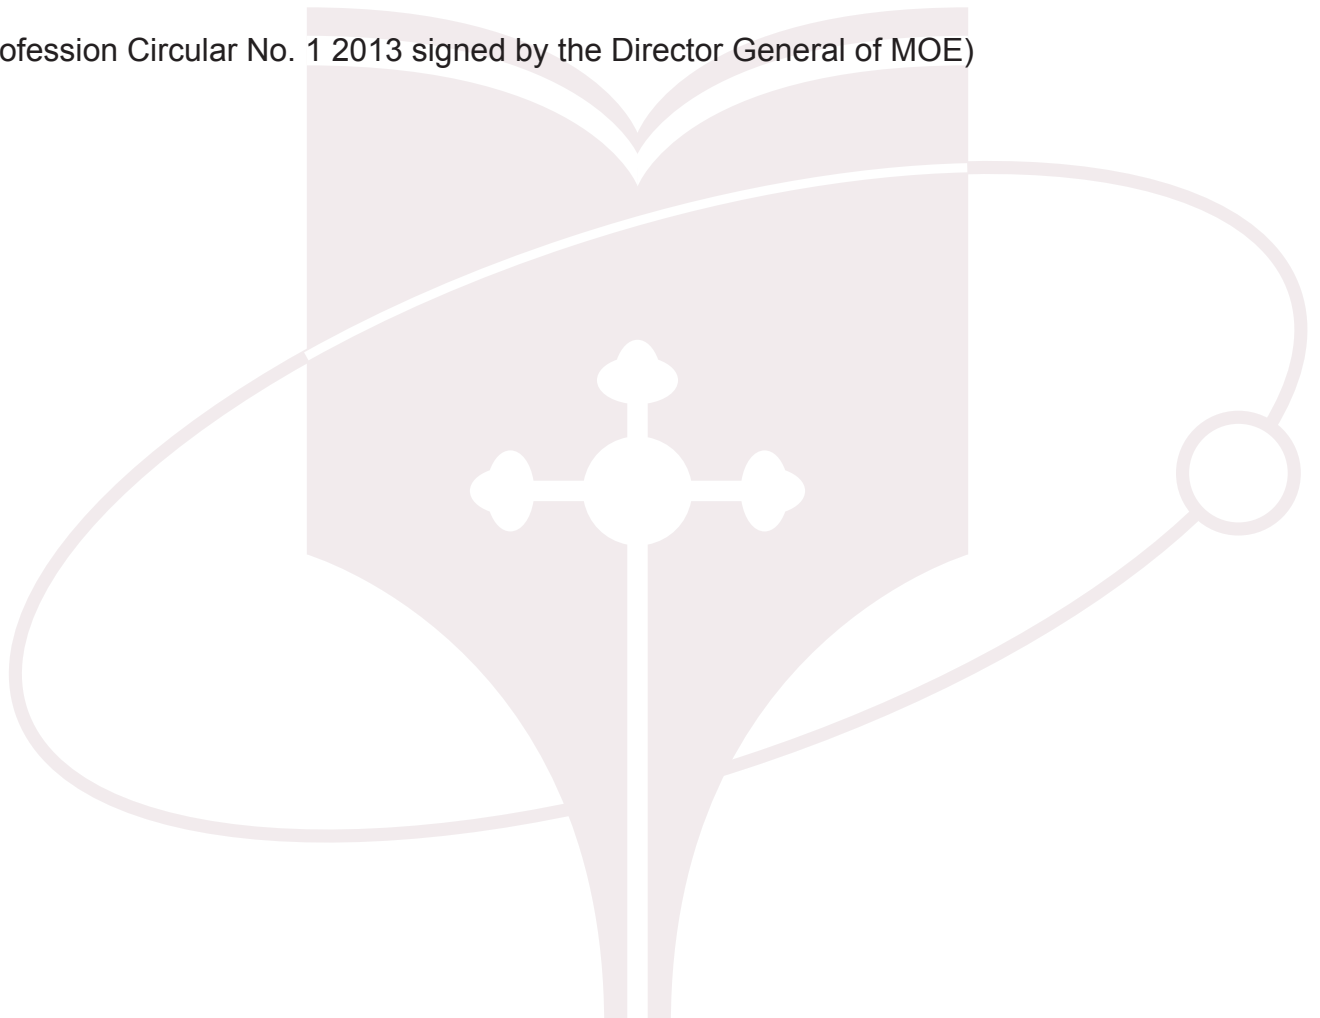 ofession Circular No. 1 2013 signed by the Director General of MOE)